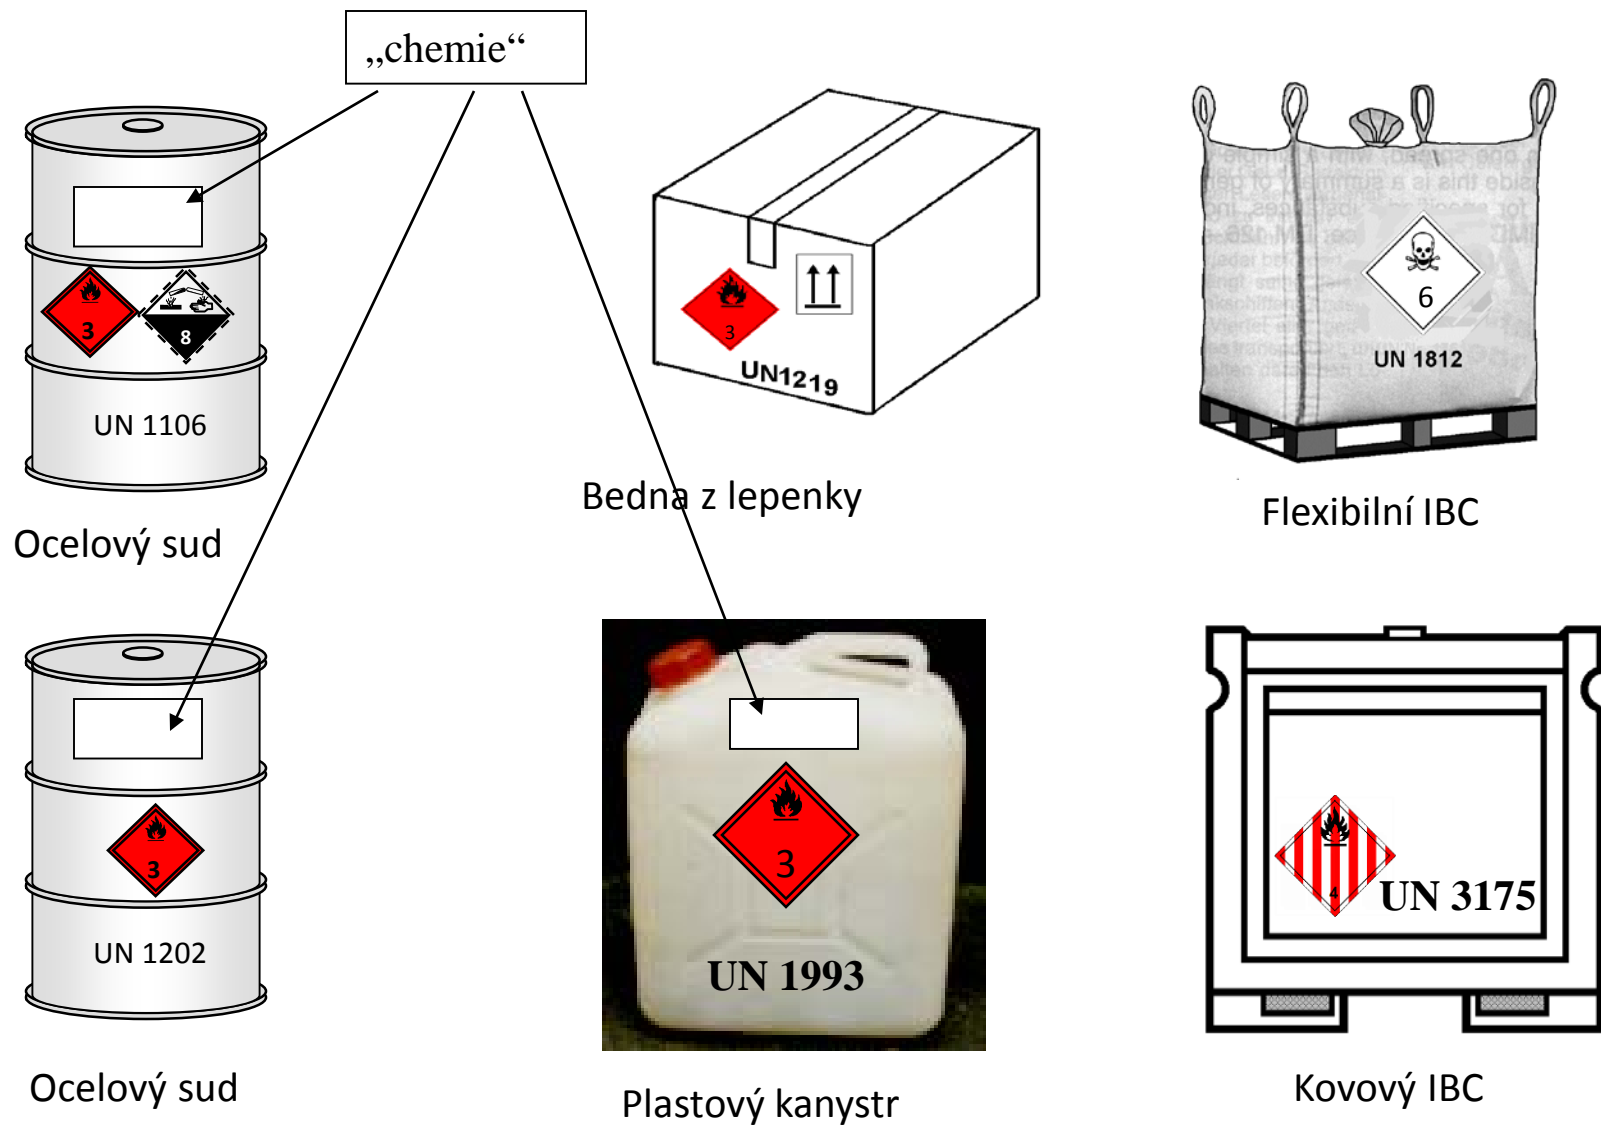 „chemie“
3
8
UN 1106
Ocelový sud
3
UN1219
Bedna z lepenky
6
UN 1812
Flexibilní IBC
3
UN 1202
Ocelový sud
3
UN 1993
Plastový kanystr
4
UN 3175
Kovový IBC